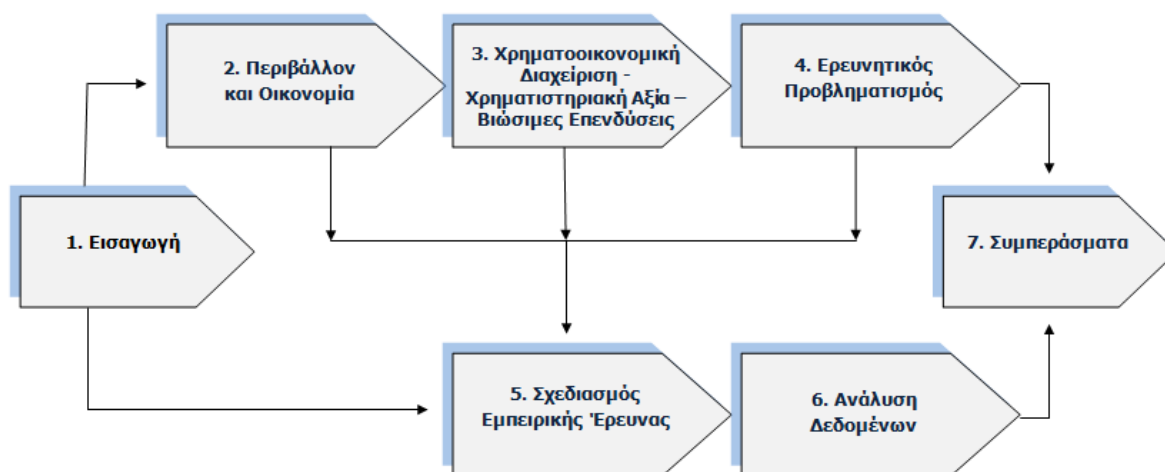 1. Εισαγωγή
2. Περιβάλλον
και Οικονομία
3. Χρηματοοικονομική
Διαχείριση -
Χρηματιστηριακή Αξία –
Βιώσιμες Επενδύσεις
4. Ερευνητικός
Προβληματισμός
5. Σχεδιασμός
Εμπειρικής Έρευνας
6. Ανάλυση
Δεδομένων
7. Συμπεράσματα